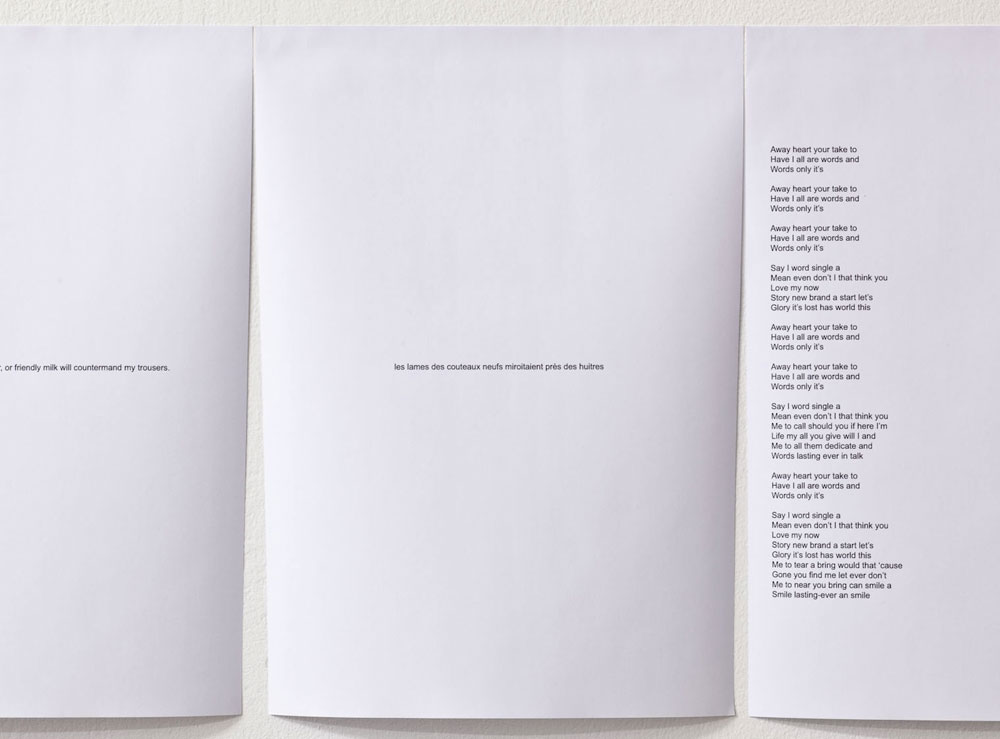 , or friendly milk will countermand my trousers.
les lames des couteaux neufs miroitaient près des huitres
Away heart your take to
Have I all are words and
Words only it's
Away heart your take to
Have I all are words and
Words only it's
Away heart your take to
Have I all are words and
Words only it's
Say I word single a
Mean even don't I that think you
Love my now
Story new brand a start let's
Glory it's lost has world this
Away heart your take to
Have I all are words and
Words only it's
Away heart your take to
Have I all are words and
Words only it's
Say I word single a
Mean even don't I that think you
Me to call should you if here I'm
Life my all you give will I and
Me to all them dedicate and
Words lasting ever in talk
Away heart your take to
Have I all are words and
Words only it's
Say I word single a
Mean even don't I that think you
Love my now
Story new brand a start let's
Glory it's lost has world this
Me to tear a bring would that 'cause
Gone you find me let ever don't
Me to near you bring can smile a
Smile lasting-ever an smile